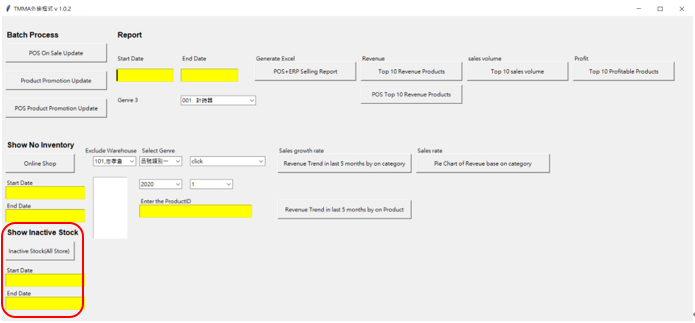 TMMA外接程式 v 1.0.2
Batch Process
Report
POS On Sale Update
Start Date
End Date
Generate Excel
Revenue
sales volume
Profit
POS+ERP Selling Report
Top 10 Revenue Products
Top 10 sales volume
Top 10 Profitable Products
Product Promotion Update
Genre 3
001 計時器
POS Top 10 Revenue Products
POS Product Promotion Update
Show No Inventory
Exclude Warehouse
Select Genre
Sales growth rate
Sales rate
Online Shop
101,忠孝倉
品號類別一
click
Revenue Trend in last 5 months by on category
Pie Chart of Reveue base on category
Start Date
2020
1
End Date
Enter the ProductID
Revenue Trend in last 5 months by on Product
Show Inactive Stock
Inactive Stock(All Store)
Start Date
End Date